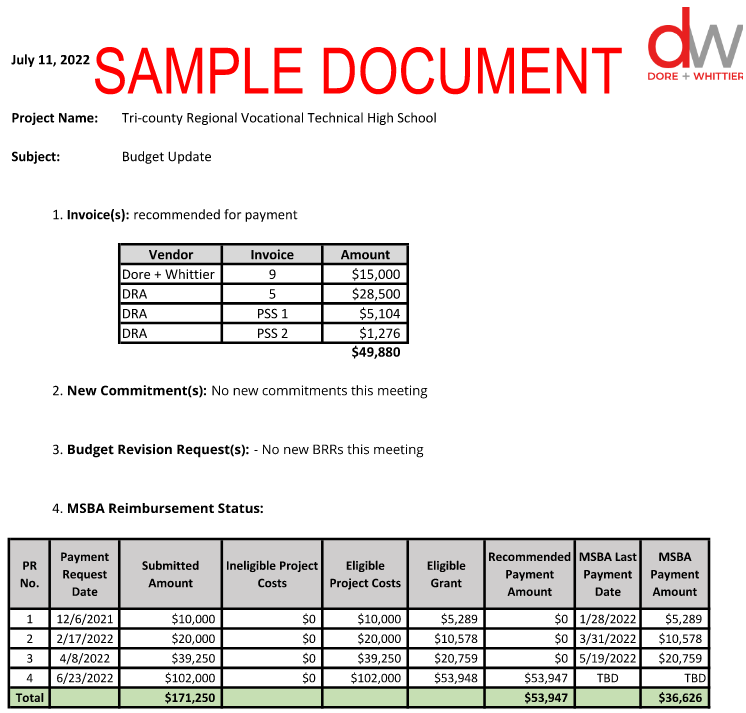 dw
DORE + WHITTIER
July 11, 2022 SAMPLE DOCUMENT
Project Name: Tri-county Regional Vocational Technical High School
Subject: Budget Update
1. Invoice(s): recommended for payment
Vendor Invoice Amount
Dore + Whittier 9 $15,000
DRA 5 $28,500
DRA PSS 1 $5,104
DRA PSS 2 $1,276
$49,880
2. New Commitment(s): No new commitments this meeting
3. Budget Revision Request(s): - No new BRRs this meeting
4. MSBA Reimbursement Status:
PR No. Payment Request Date Submitted Amount Ineligible Project Costs Eligible Project Costs Eligible Grant Recommended Payment Amount MSBA Last Payment Date MSBA Payment Amount
1 12/6/2021 $10,000 $0 $10,000 $5,289 $0 1/28/2022 $5,289
2 2/17/2022 $20,000 $0 $20,000 $10,578 $0 3/31/2022 $10,578
3 4/8/2022 $39,250 $0 $39,250 $20,759 $0 5/19/2022 $20,759
4 6/23/2022 $102,000 $0 $102,000 $53,948 $53,947 TBD TBD
Total $171,250 $53,947 $36,626